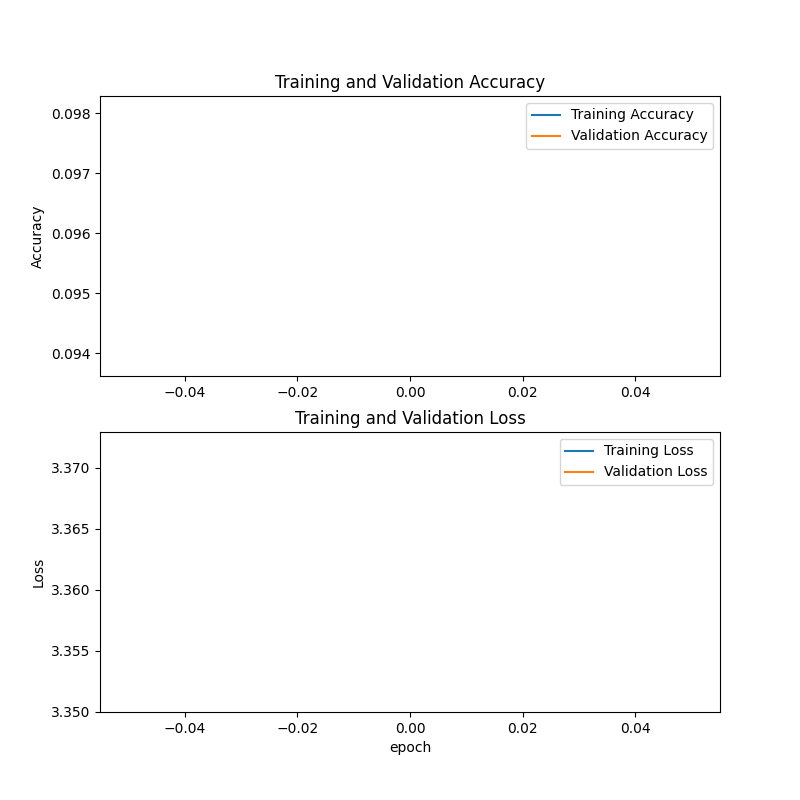 Training and Validation Accuracy
Training Accuracy
Validation Accuracy
Accuracy
0.098
0.097
0.096
0.095
0.094
−0.04 −0.02 0.00 0.02 0.04
Training and Validation Loss
Training Loss
Validation Loss
Loss
3.370
3.365
3.360
3.355
3.350
−0.04 −0.02 0.00 0.02 0.04
epoch